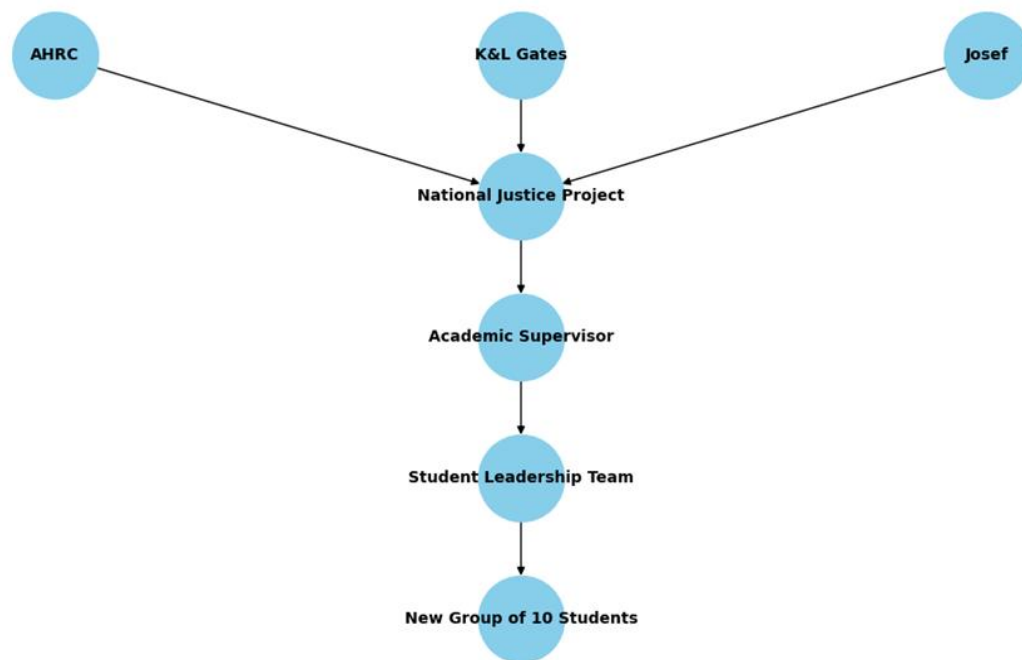 AHRC
K&L Gates
Josef
National Justice Project
Academic Supervisor
Student Leadership Team
New Group of 10 Students